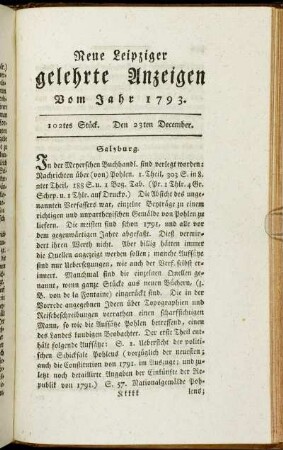 Neue Leipziger
gelehrte Anzeigen
Vom Jahr 1793.
102tes Stück. Den 23ten December.
Salzburg.
In der Meyerschen Buchhandl. sind verlegt worden:
Nachrichten über (von) Pohlen. 1. Theil, 303 S. in 8.
2ter Theil, 188 S. u. 1 Bog. Tab. (Pr. 1 Thlr. 4 Gr.
Schrp. u. 1 Thlr. auf Druckp.) Die Absicht des unge-
nannten Verfassers war, einzelne Beyträge zu einem
richtigen und unpartheyischen Gemälde von Pohlen zu
liefern. Die meisten sind schon 1791, und alle vor
dem gegenwärtigen Jahre abgefaßt. Dieß vermin-
dert ihren Werth nicht. Aber billig hätten immer
die Quellen angezeigt werden sollen; manche Aufsätze
sind nur Uebersetzungen, wie auch der Verf. selbst er-
innert. Manchmal sind die einzelnen Quellen ge-
nannt, wenn ganze Stück aus neuen Büchern, (z.
B. von de la Fontaine) eingerückt sind. Die in der
Vorrede angegebenen Ideen über Topographien und
Reisebeschreibungen verrathen einen scharfsichtigen
Mann, so wie die Aufsätze Pohlen betreffend, einen
des Landes kundigen Beobachter. Der erste Theil ent-
hält folgende Aufsätze: S. 1. Uebersicht der politi-
schen Schicksale Pohlens (vorzüglich der neuesten;
auch die Constitution von 1791. im Auszuge; und zu-
letzt noch detaillirte Angaben der Einkünfte der Re-
publik von 1791.) S. 37. Nationalgemälde Poh-
Kkkkk
lens;